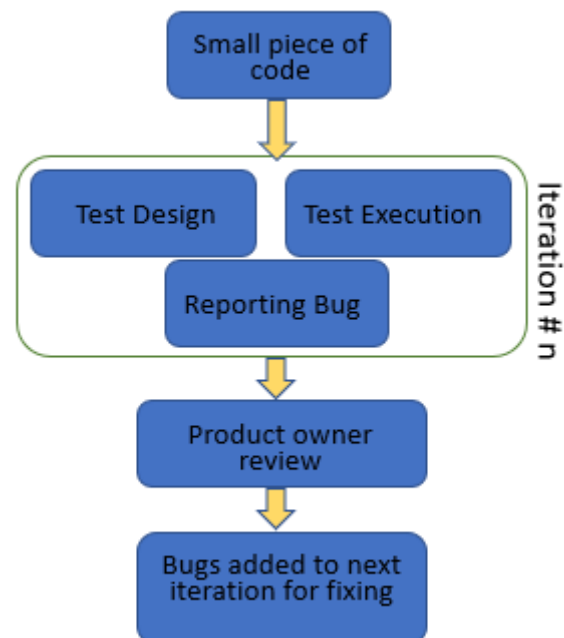 Small piece of
code
Test Design
Test Execution
Reporting Bug
Iteration # n
Product owner
review
Bugs added to next
iteration for fixing